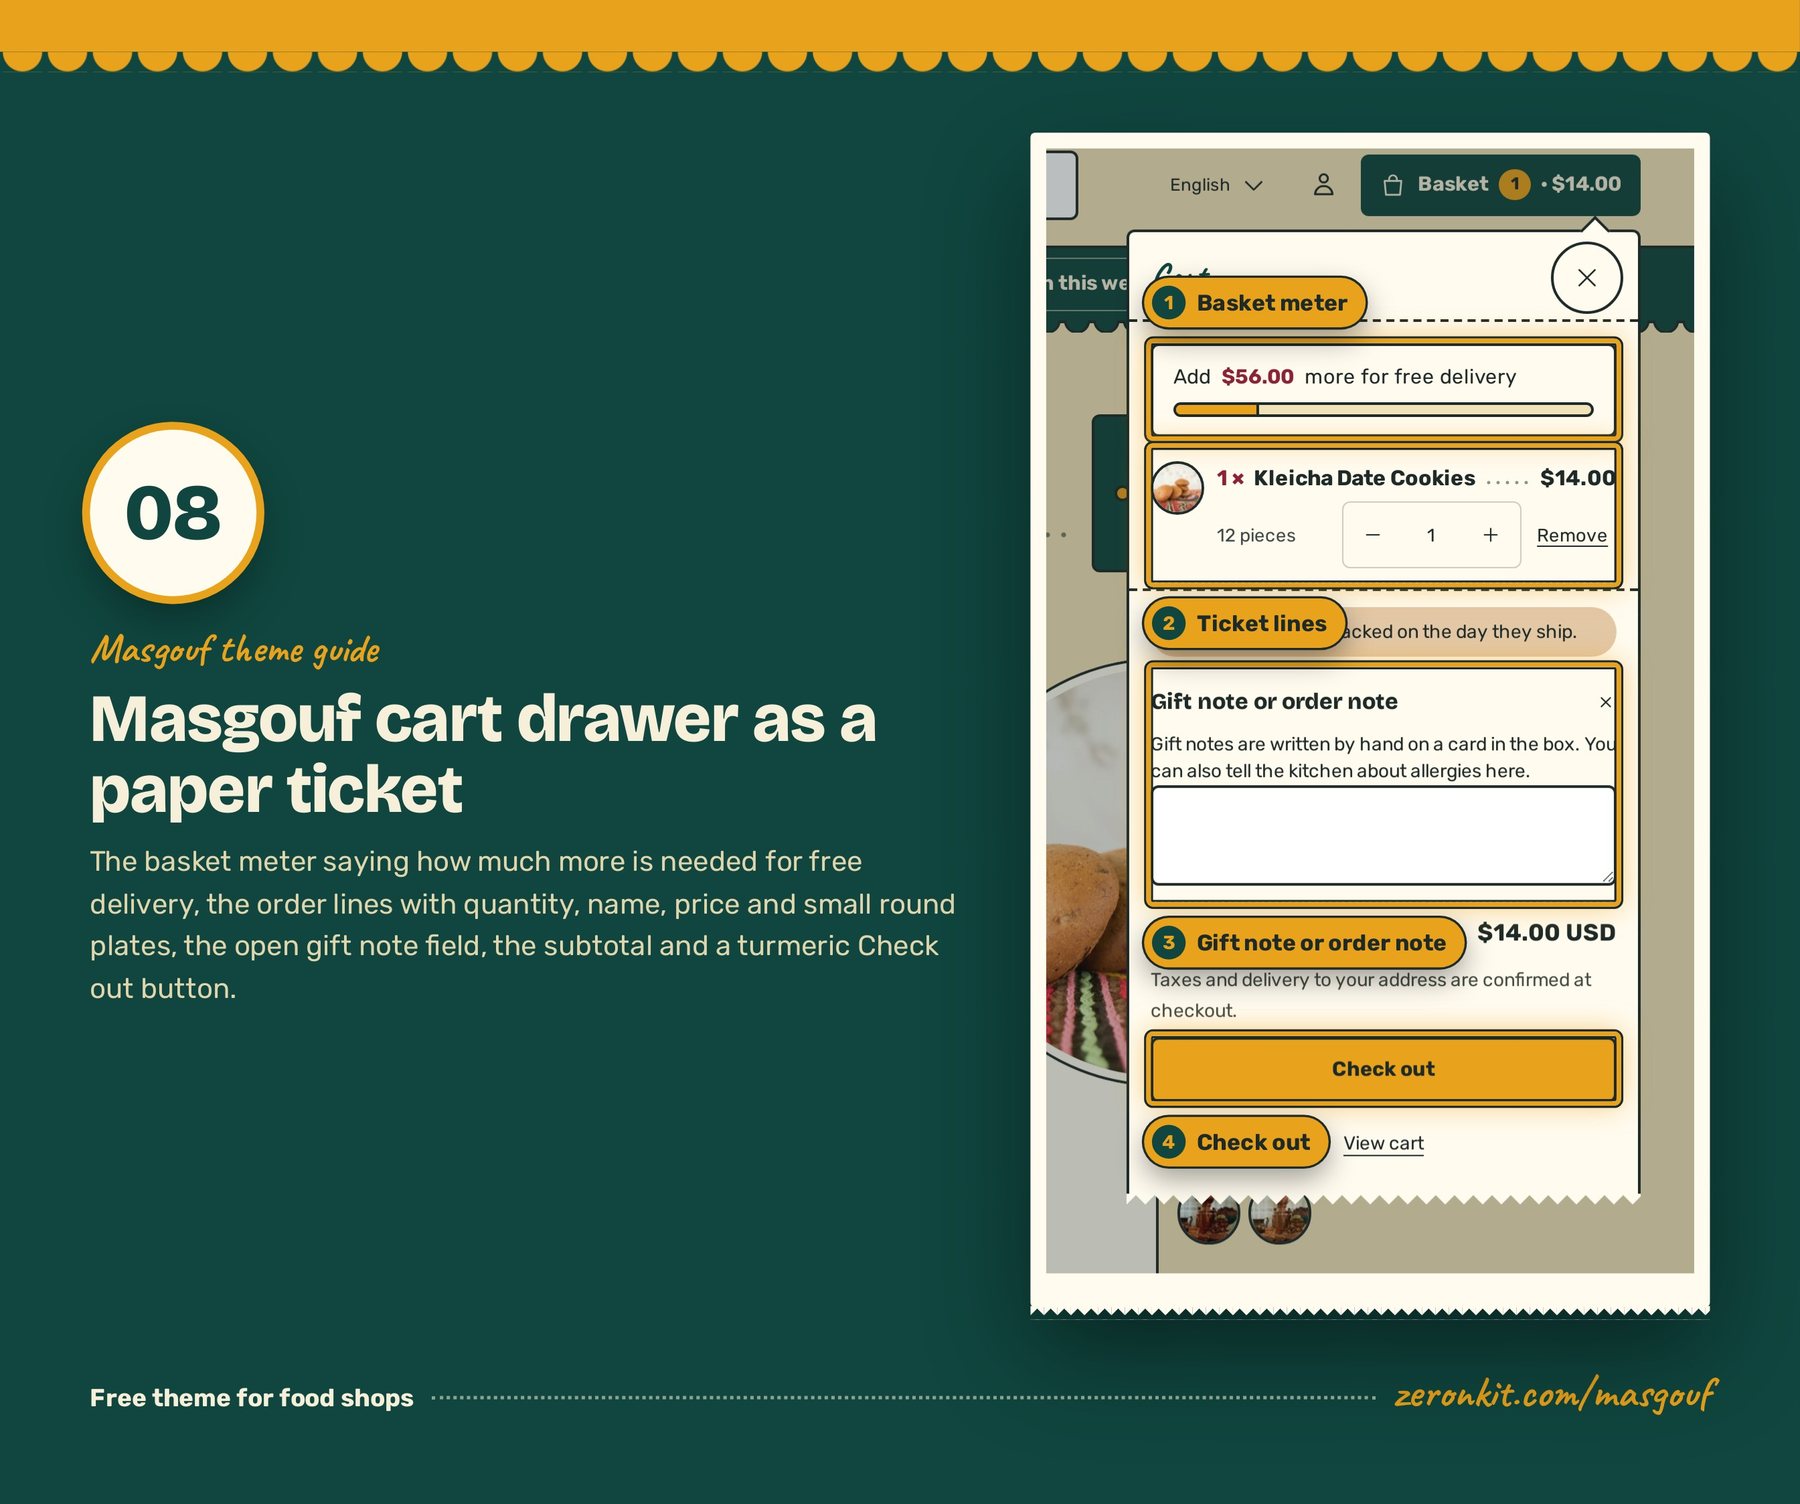 08
Masgouf theme guide
Masgouf cart drawer as a
paper ticket
The basket meter saying how much more is needed for free
delivery, the order lines with quantity, name, price and small round
plates, the open gift note field, the subtotal and a turmeric Check
out button.
English
Basket 1 · $14.00
this we
1 Basket meter
Add $56.00 more for free delivery
1× Kleicha Date Cookies ..... $14.00
12 pieces − 1 + Remove
2 Ticket lines
acked on the day they ship.
Gift note or order note ×
Gift notes are written by hand on a card in the box. You
can also tell the kitchen about allergies here.
3 Gift note or order note $14.00 USD
Taxes and delivery to your address are confirmed at
checkout.
Check out
4 Check out View cart
Free theme for food shops
zeronkit.com/masgouf